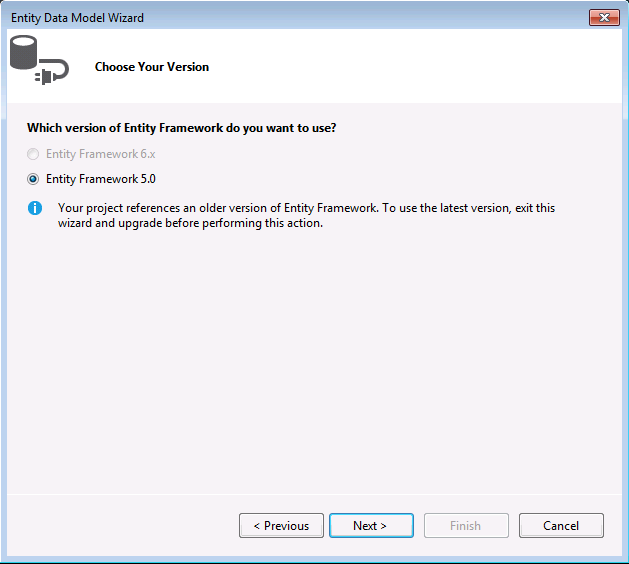 Entity Data Model Wizard
Choose Your Version
Which version of Entity Framework do you want to use?
Entity Framework 6.x
Entity Framework 5.0
Your project references an older version of Entity Framework. To use the latest version, exit this
wizard and upgrade before performing this action.
< Previous
Next >
Finish
Cancel